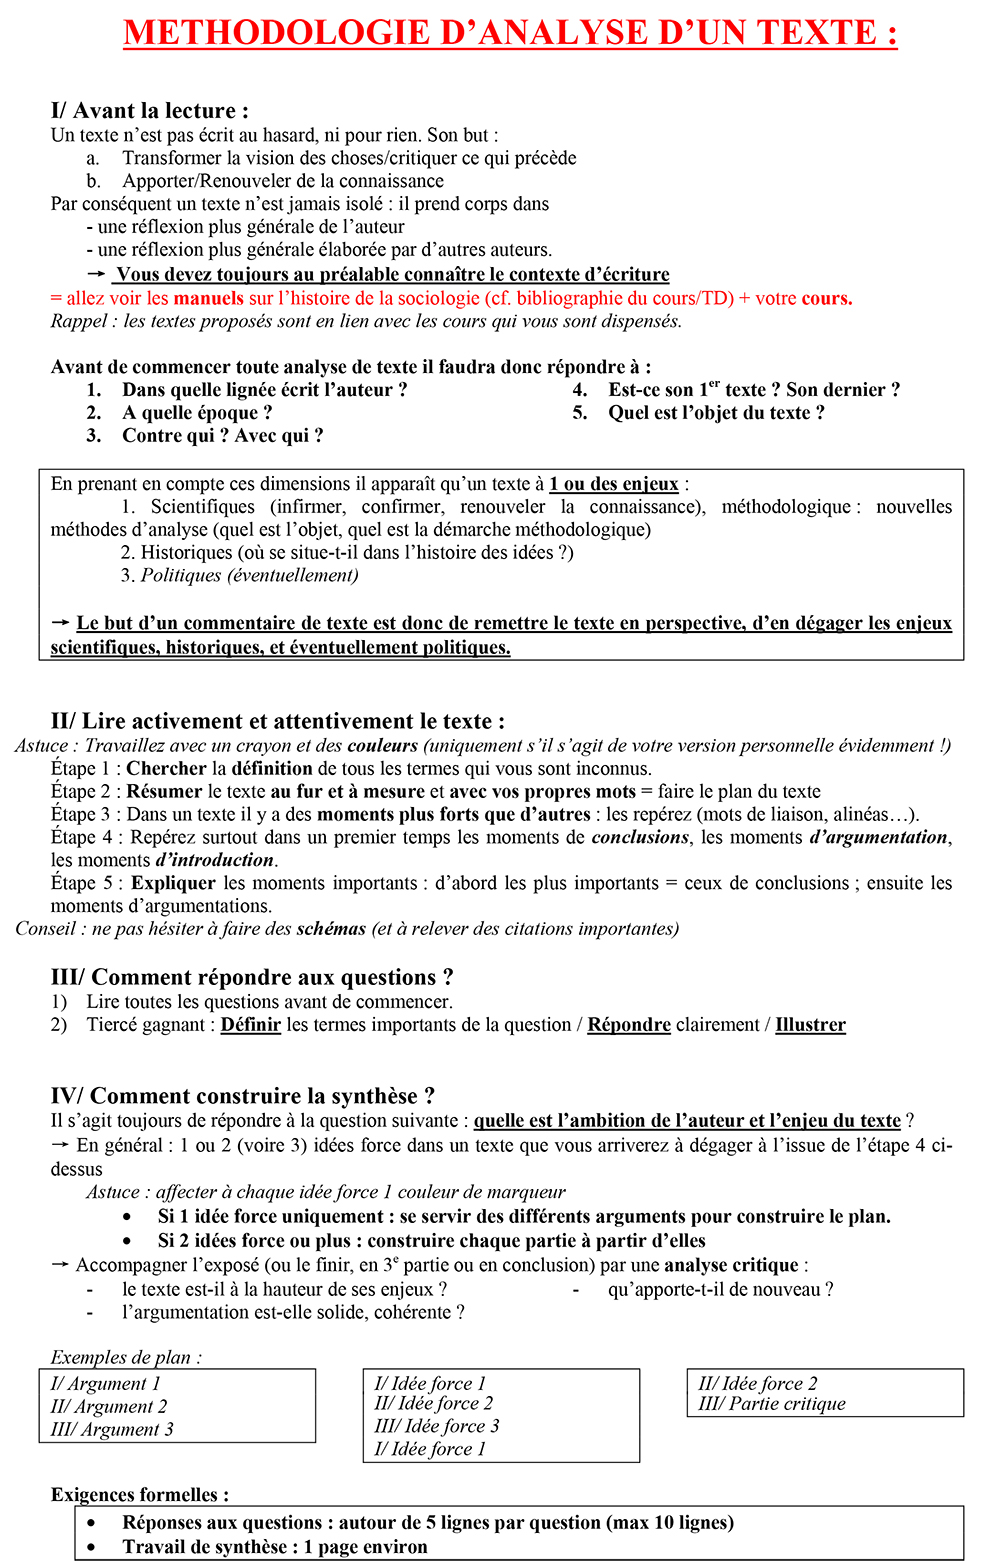 METHODOLOGIE D'ANALYSE D'UN TEXTE :
I/ Avant la lecture :
Un texte n'est pas écrit au hasard, ni pour rien. Son but :
a. Transformer la vision des choses/critiquer ce qui précède
b. Apporter/Renouveler de la connaissance
Par conséquent un texte n'est jamais isolé : il prend corps dans
- une réflexion plus générale de l'auteur
- une réflexion plus générale élaborée par d'autres auteurs.
→ Vous devez toujours au préalable connaître le contexte d'écriture
= allez voir les manuels sur l'histoire de la sociologie (cf. bibliographie du cours/TD) + votre cours.
Rappel : les textes proposés sont en lien avec les cours qui vous sont dispensés.
Avant de commencer toute analyse de texte il faudra donc répondre à :
1. Dans quelle lignée écrit l'auteur ?
2. A quelle époque ?
3. Contre qui ? Avec qui ?
4. Est-ce son 1er texte ? Son dernier ?
5. Quel est l'objet du texte ?
En prenant en compte ces dimensions il apparaît qu'un texte à 1 ou des enjeux :
1. Scientifiques (infirmer, confirmer, renouveler la connaissance), méthodologique : nouvelles
méthodes d'analyse (quel est l'objet, quel est la démarche méthodologique)
2. Historiques (où se situe-t-il dans l'histoire des idées ?)
3. Politiques (éventuellement)
→ Le but d'un commentaire de texte est donc de remettre le texte en perspective, d'en dégager les enjeux
scientifiques, historiques, et éventuellement politiques.
II/ Lire activement et attentivement le texte :
Astuce : Travaillez avec un crayon et des couleurs (uniquement s'il s'agit de votre version personnelle évidemment !)
Étape 1 : Chercher la définition de tous les termes qui vous sont inconnus.
Étape 2 : Résumer le texte au fur et à mesure et avec vos propres mots = faire le plan du texte
Étape 3 : Dans un texte il y a des moments plus forts que d'autres : les repérez (mots de liaison, alinéas…).
Étape 4 : Repérez surtout dans un premier temps les moments de conclusions, les moments d'argumentation,
les moments d'introduction.
Étape 5 : Expliquer les moments importants : d'abord les plus importants = ceux de conclusions ; ensuite les
moments d'argumentations.
Conseil : ne pas hésiter à faire des schémas (et à relever des citations importantes)
III/ Comment répondre aux questions ?
1) Lire toutes les questions avant de commencer.
2) Tiercé gagnant : Définir les termes importants de la question / Répondre clairement / Illustrer
IV/ Comment construire la synthèse ?
Il s'agit toujours de répondre à la question suivante : quelle est l'ambition de l'auteur et l'enjeu du texte ?
→ En général : 1 ou 2 (voire 3) idées force dans un texte que vous arriverez à dégager à l'issue de l'étape 4 ci-
dessus
Astuce : affecter à chaque idée force 1 couleur de marqueur
• Si 1 idée force uniquement : se servir des différents arguments pour construire le plan.
• Si 2 idées force ou plus : construire chaque partie à partir d'elles
→ Accompagner l'exposé (ou le finir, en 3e partie ou en conclusion) par une analyse critique :
- le texte est-il à la hauteur de ses enjeux ?
- l'argumentation est-elle solide, cohérente ?
- qu'apporte-t-il de nouveau ?
Exemples de plan :
I/ Argument 1
II/ Argument 2
III/ Argument 3
I/ Idée force 1
II/ Idée force 2
III/ Idée force 3
I/ Idée force 1
II/ Idée force 2
III/ Partie critique
Exigences formelles :
• Réponses aux questions : autour de 5 lignes par question (max 10 lignes)
• Travail de synthèse : 1 page environ